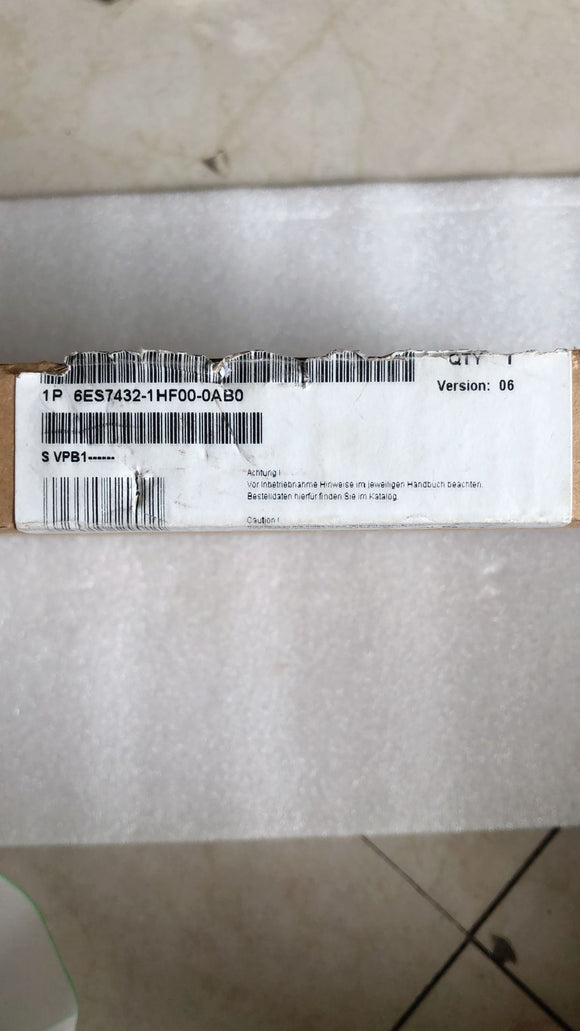 QTY 1
1P 6ES7432-1HF00-0AB0
Version: 06
S VPB1------
Achtung !
Vor Inbetriebnahme Hinweise im jeweiligen Handbuch beachten.
Bestelldaten hierfür finden Sie im Katalog.
Caution !